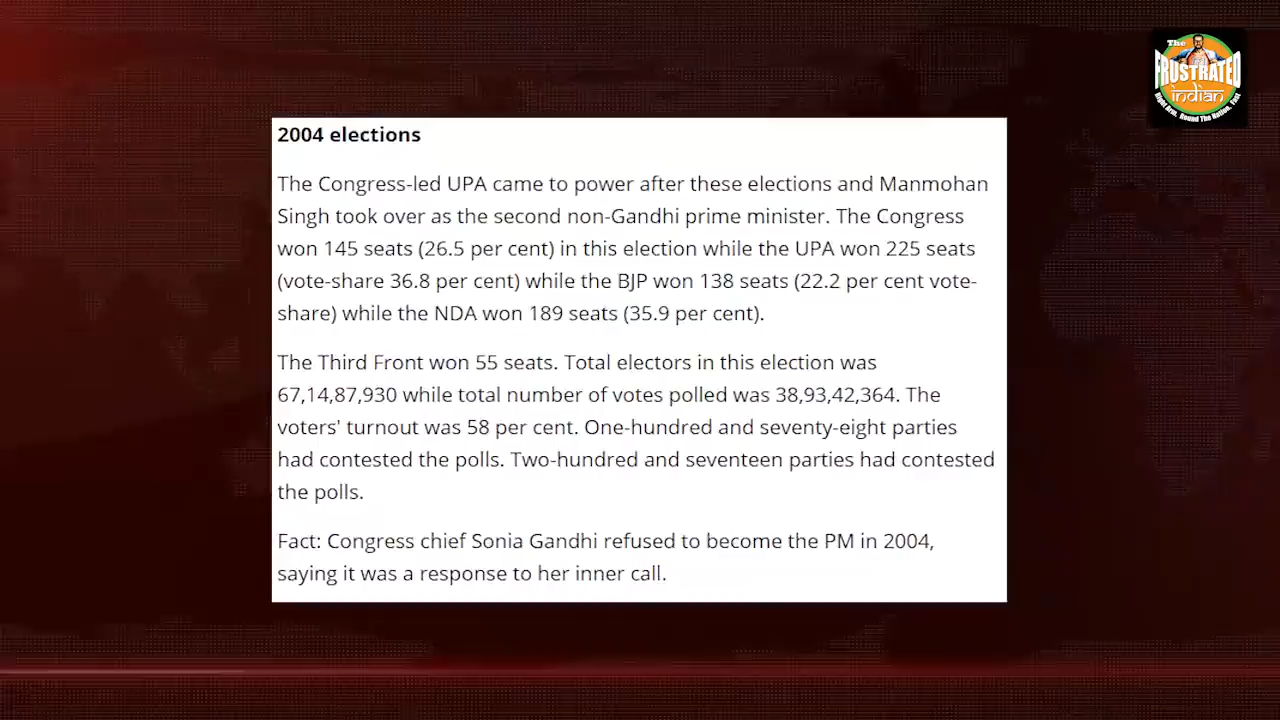 The
FRUSTRATED
indian
Right Arm. Round The Nation. Fast
2004 elections
The Congress-led UPA came to power after these elections and Manmohan
Singh took over as the second non-Gandhi prime minister. The Congress
won 145 seats (26.5 per cent) in this election while the UPA won 225 seats
(vote-share 36.8 per cent) while the BJP won 138 seats (22.2 per cent vote-
share) while the NDA won 189 seats (35.9 per cent).
The Third Front won 55 seats. Total electors in this election was
67,14,87,930 while total number of votes polled was 38,93,42,364. The
voters' turnout was 58 per cent. One-hundred and seventy-eight parties
had contested the polls. Two-hundred and seventeen parties had contested
the polls.
Fact: Congress chief Sonia Gandhi refused to become the PM in 2004,
saying it was a response to her inner call.